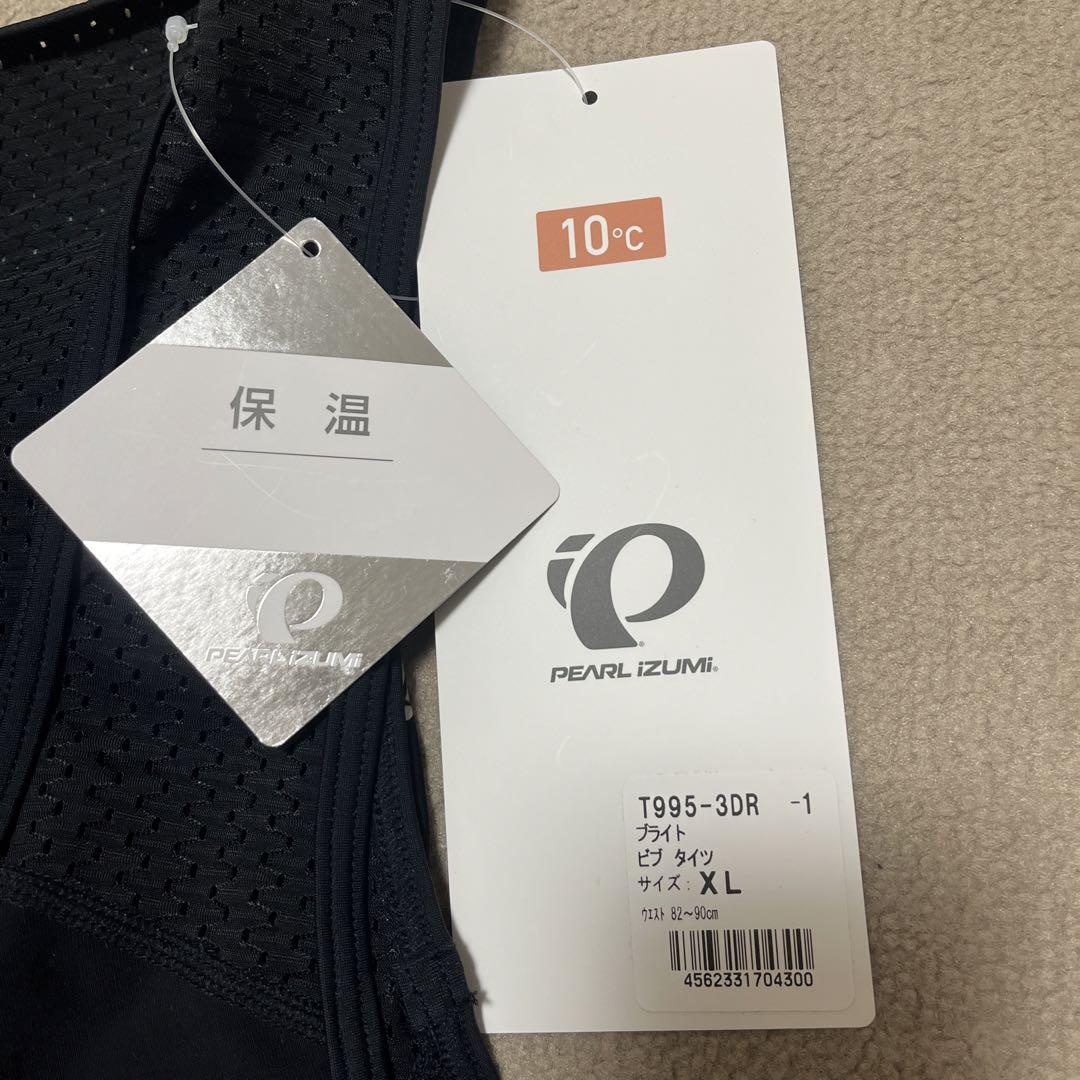 10℃
保 温
PEARL iZUMi
PEARL iZUMi®
T995-3DR -1
ブライト
ビブ タイツ
サイズ: XL
ウエスト 82～90cm
4562331704300